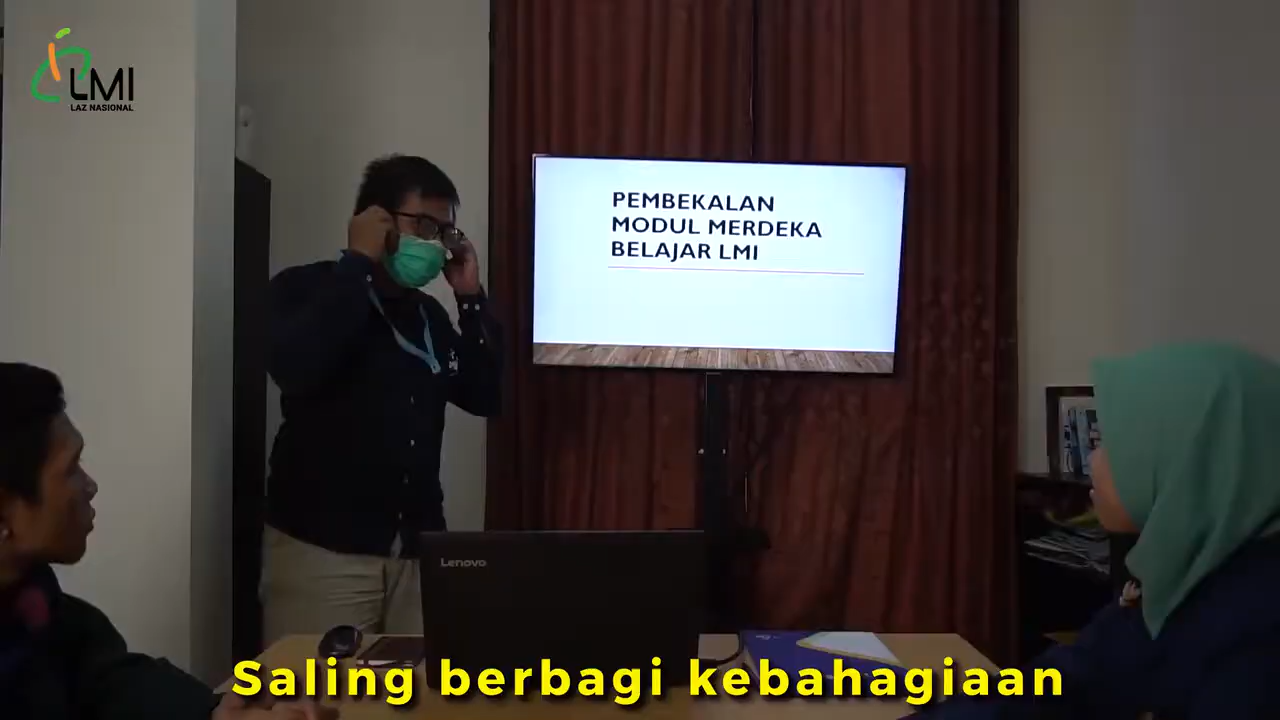 LMI
LAZ NASIONAL
PEMBEKALAN
MODUL MERDEKA
BELAJAR LMI
Lenovo
Saling berbagi kebahagiaan